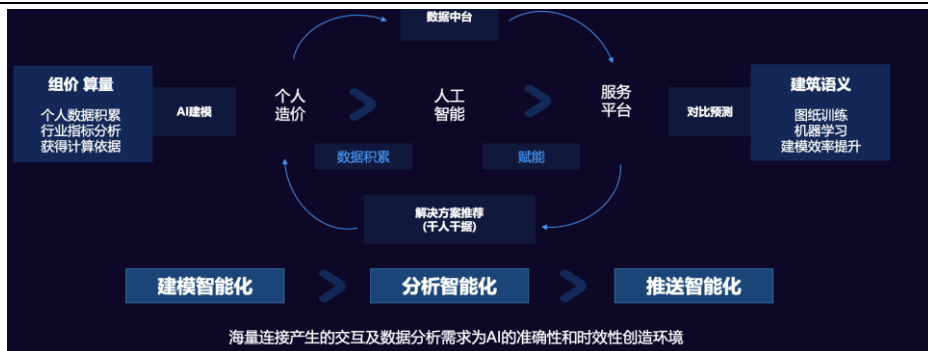 数据中台
组价 算量
个人数据积累
行业指标分析
获得计算依据
AI建模
个人
造价
人工
智能
服务
平台
对比预测
建筑语义
图纸训练
机器学习
建模效率提升
数据积累
赋能
解决方案推荐
(千人千据)
建模智能化
分析智能化
推送智能化
海量连接产生的交互及数据分析需求为AI的准确性和时效性创造环境